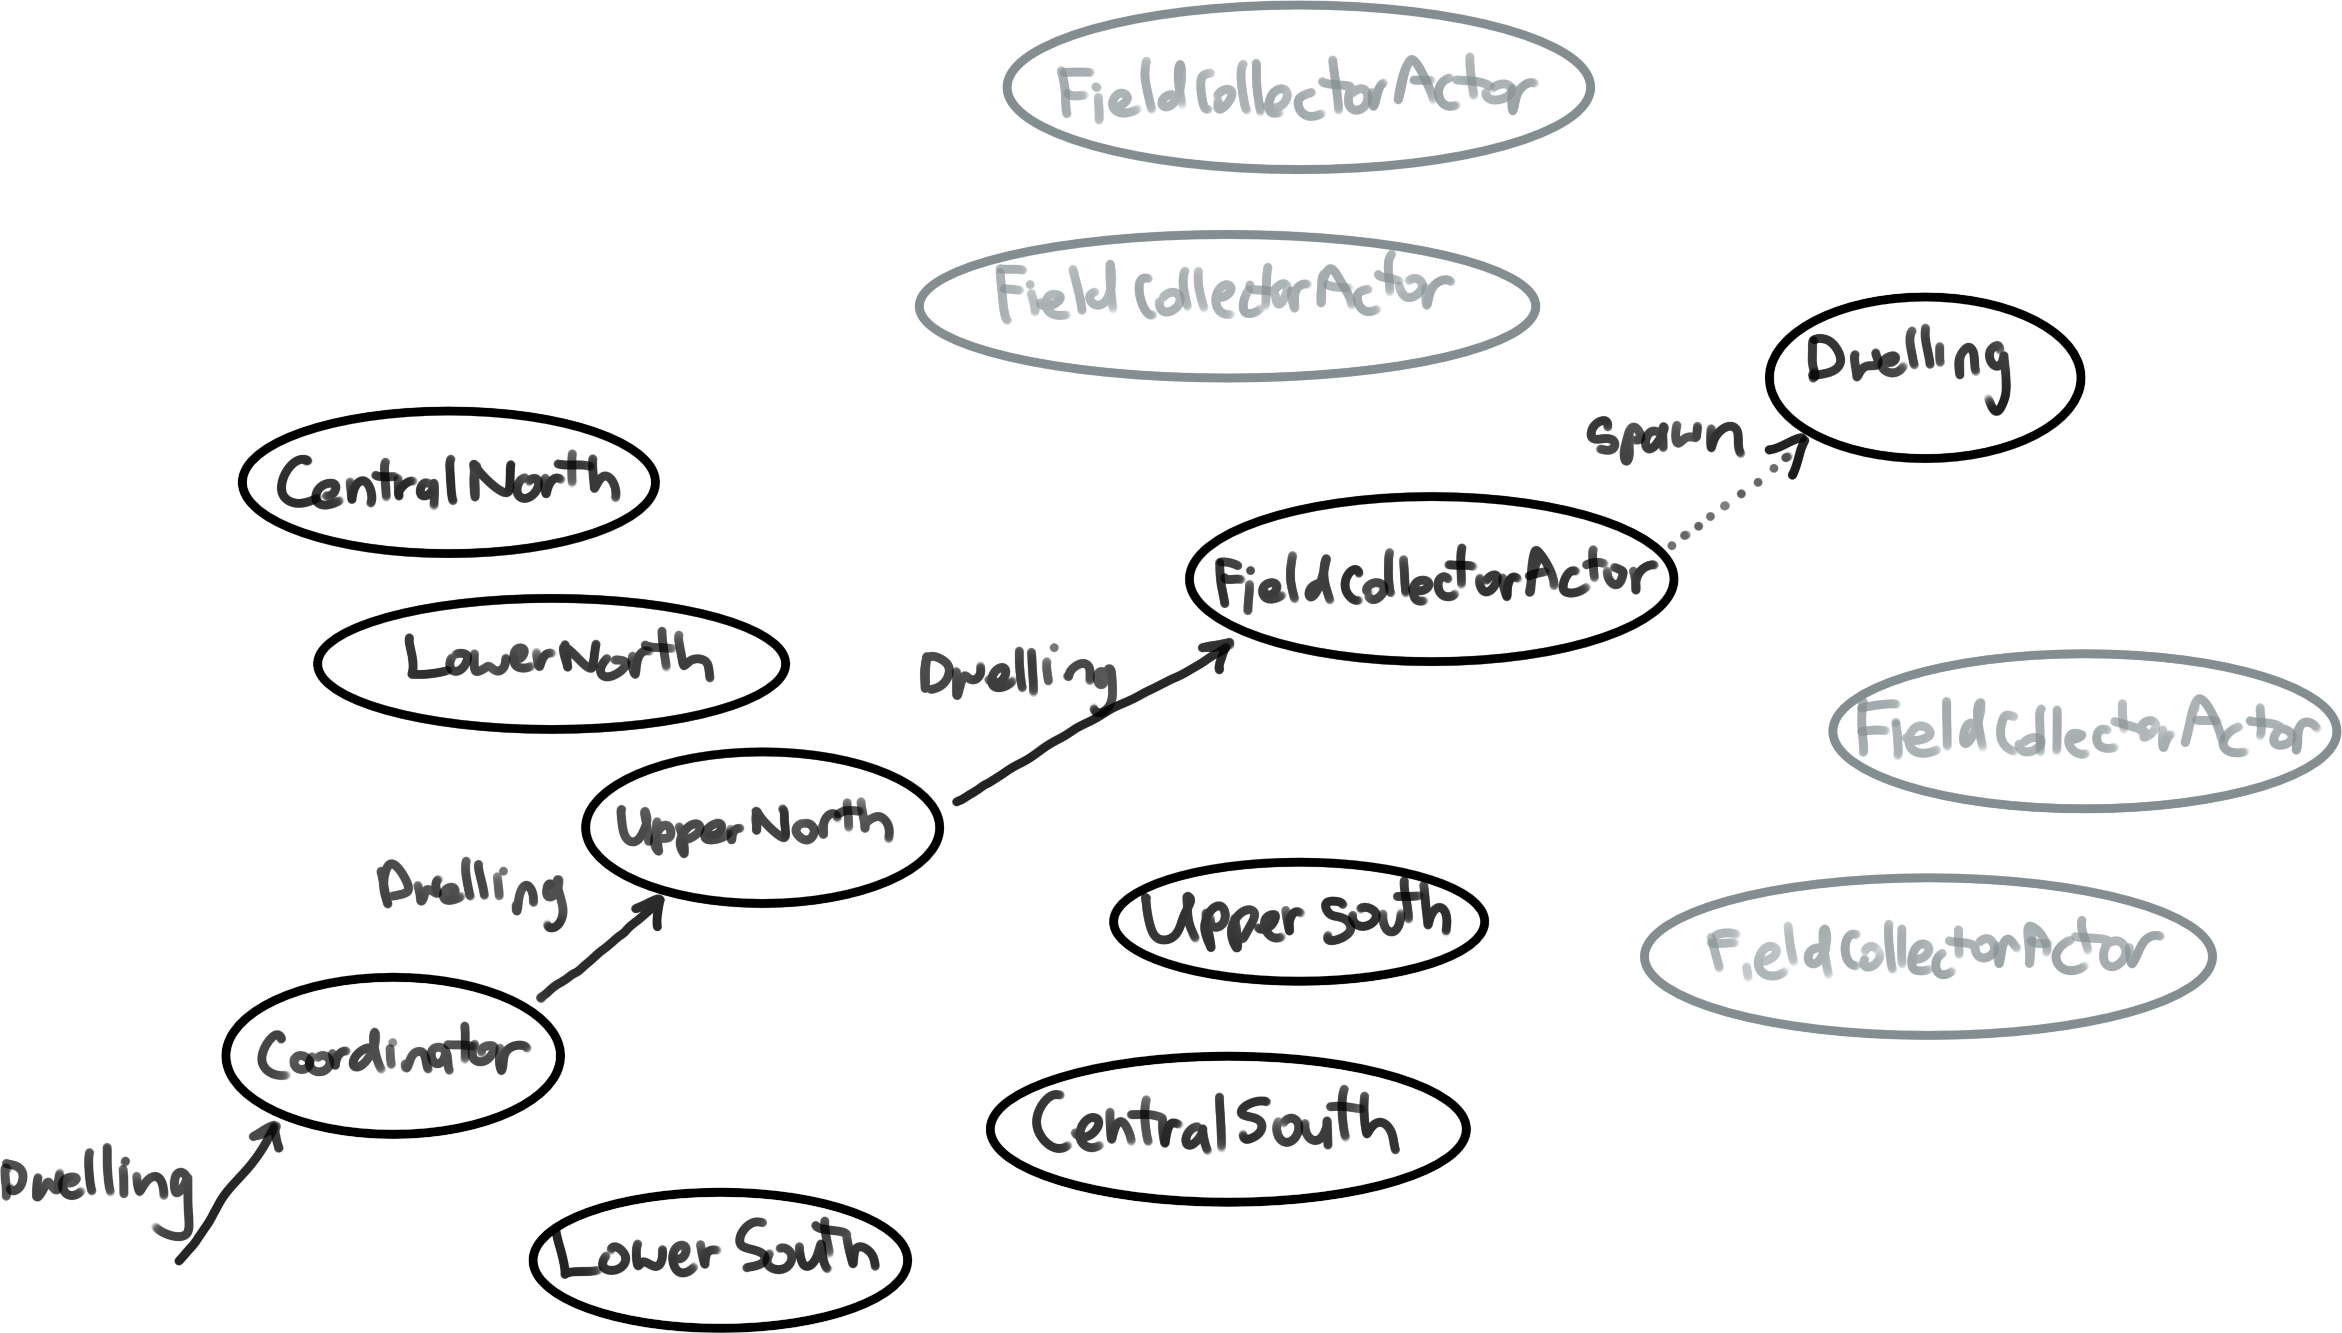 FieldCollectorActor
FieldCollectorActor
Dwelling
Spawn
CentralNorth
FieldCollectorActor
LowerNorth
Dwelling
FieldCollectorActor
UpperNorth
Dwelling
Upper South
FieldCollectorActor
Coordinator
CentralSouth
Dwelling
Lower South